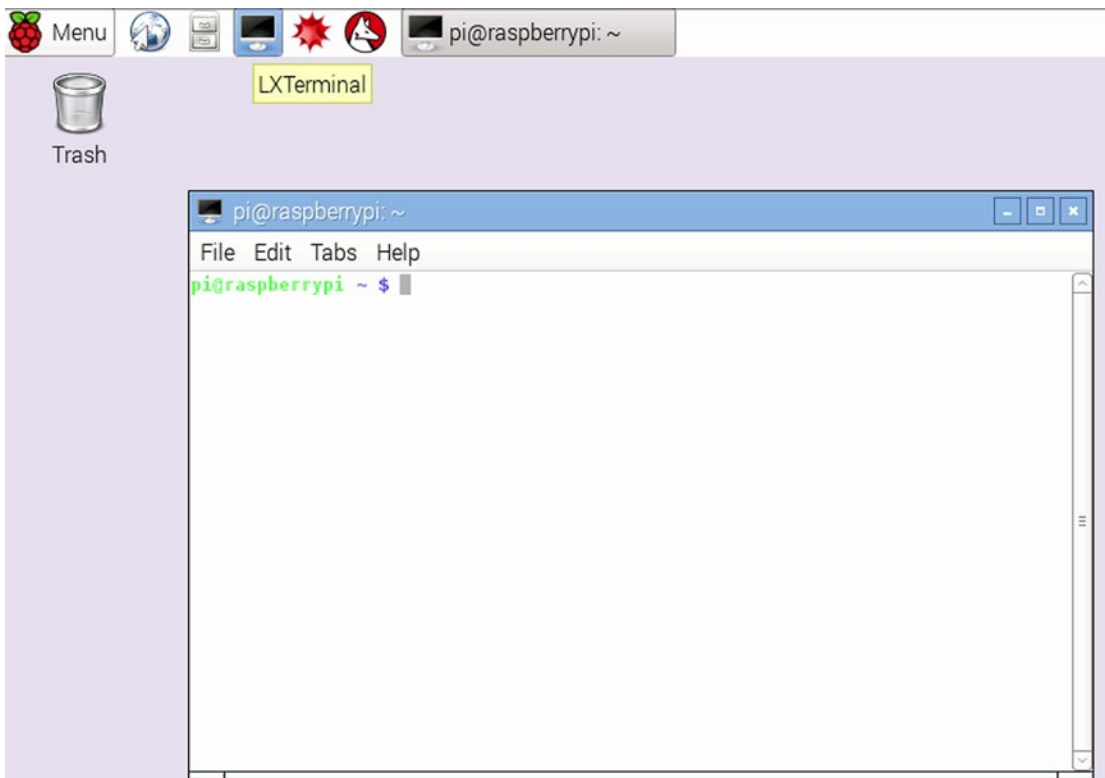 Menu pi@raspberrypi: ~
LXTerminal
Trash
pi@raspberrypi: ~
File Edit Tabs Help
pi@raspberrypi ~ $